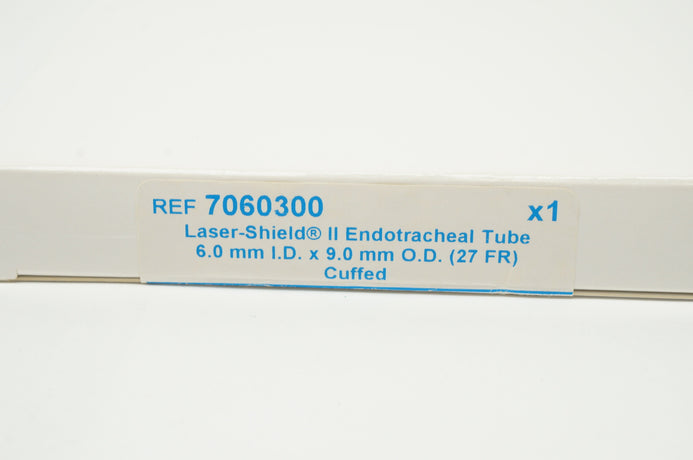 REF 7060300 x1
Laser-Shield® II Endotracheal Tube
6.0 mm I.D. x 9.0 mm O.D. (27 FR)
Cuffed